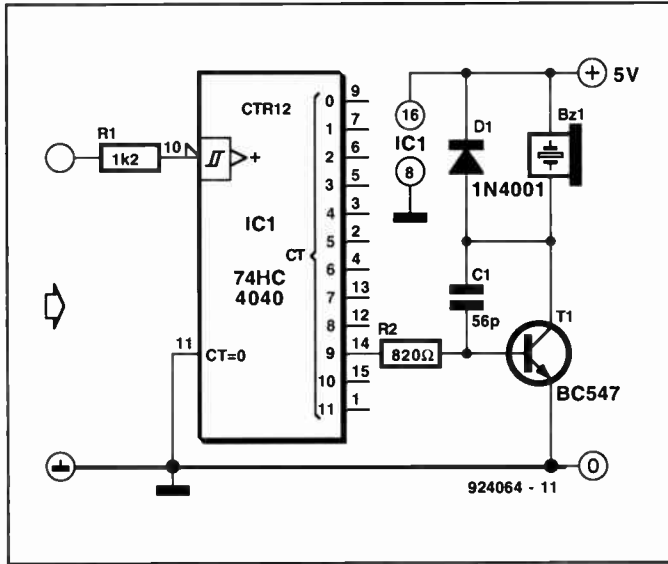 CTR12
0
9
1
7
2
6
3
5
4
3
5
2
6
4
7
13
8
12
9
14
10
15
11
1
R1
1k2
10
+
IC1
74HC
4040
CT
11
CT=0
16
IC1
8
D1
1N4001
Bz1
+
5V
C1
56p
R2
820Ω
T1
BC547
0
924064 - 11